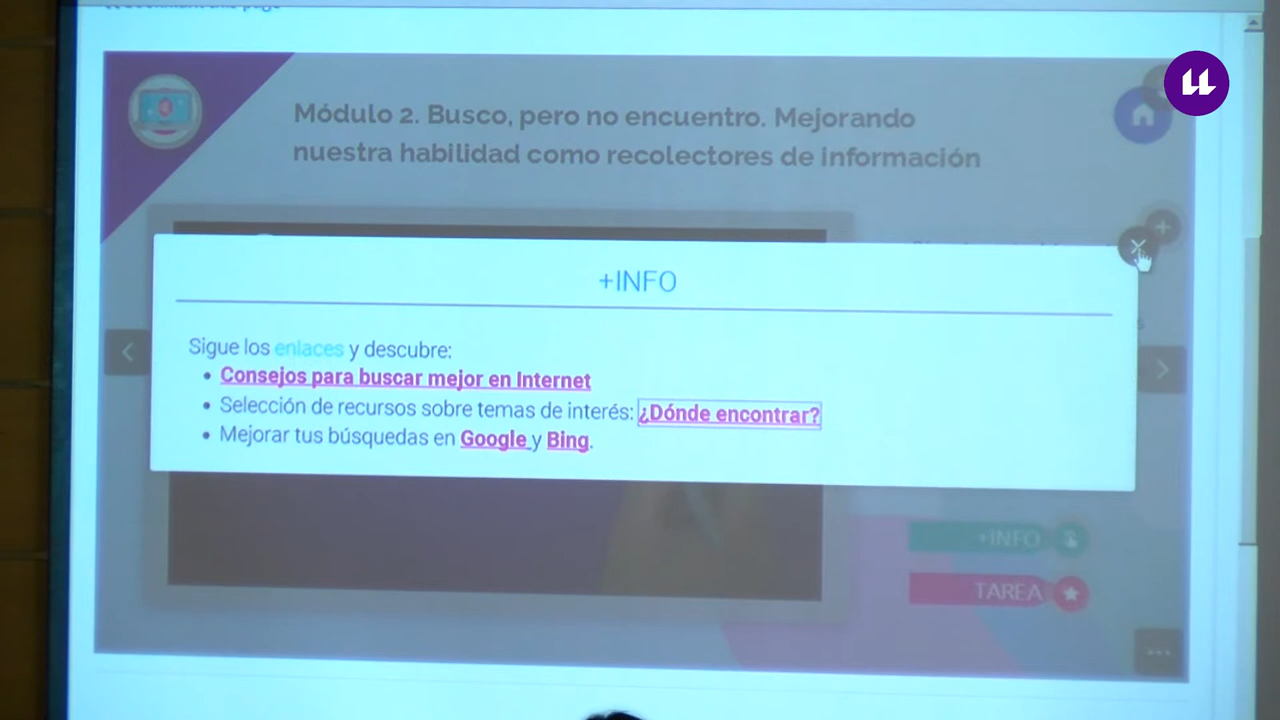 Módulo 2. Busco, pero no encuentro. Mejorando
nuestra habilidad como recolectores de información
+INFO
Sigue los enlaces y descubre:
• Consejos para buscar mejor en Internet
• Selección de recursos sobre temas de interés: ¿Dónde encontrar?
• Mejorar tus búsquedas en Google y Bing.
+INFO
TAREA